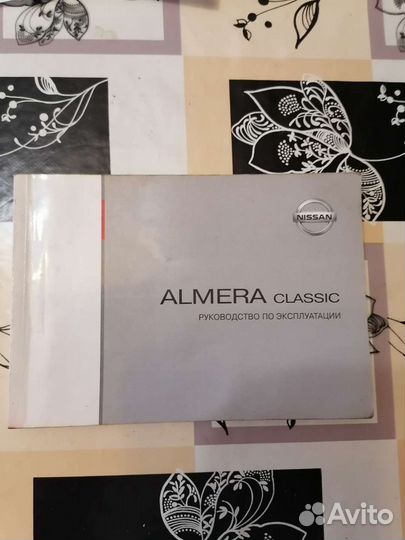 NISSAN
ALMERA CLASSIC
РУКОВОДСТВО ПО ЭКСПЛУАТАЦИИ
Avito